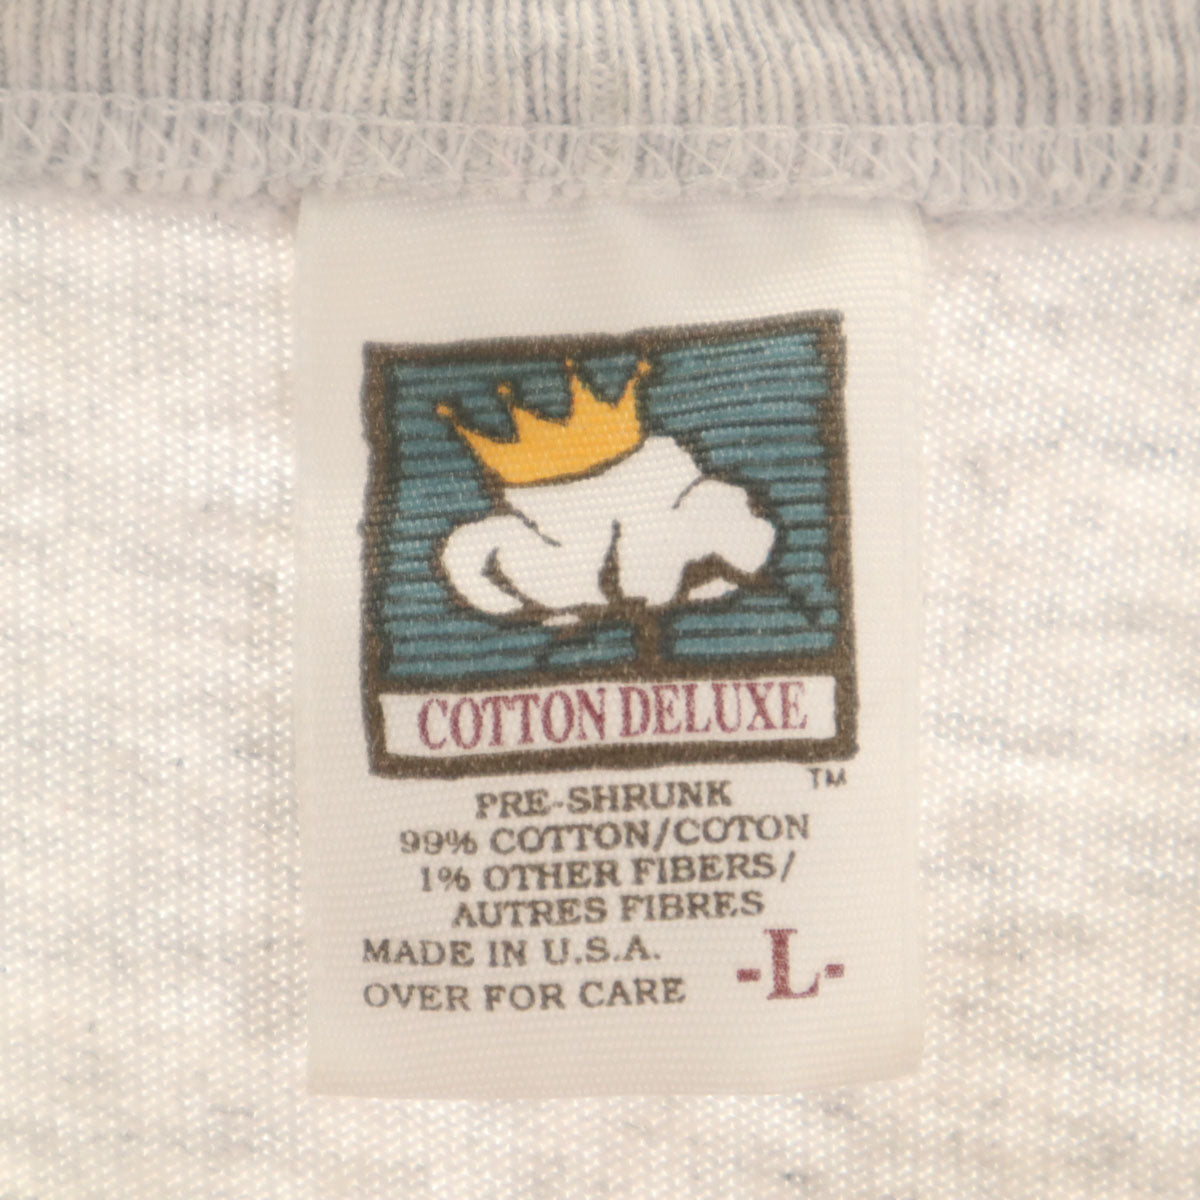 COTTON DELUXE
TM
PRE-SHRUNK
99% COTTON/COTON
1% OTHER FIBERS/
AUTRES FIBRES
MADE IN U.S.A.
OVER FOR CARE
-L-